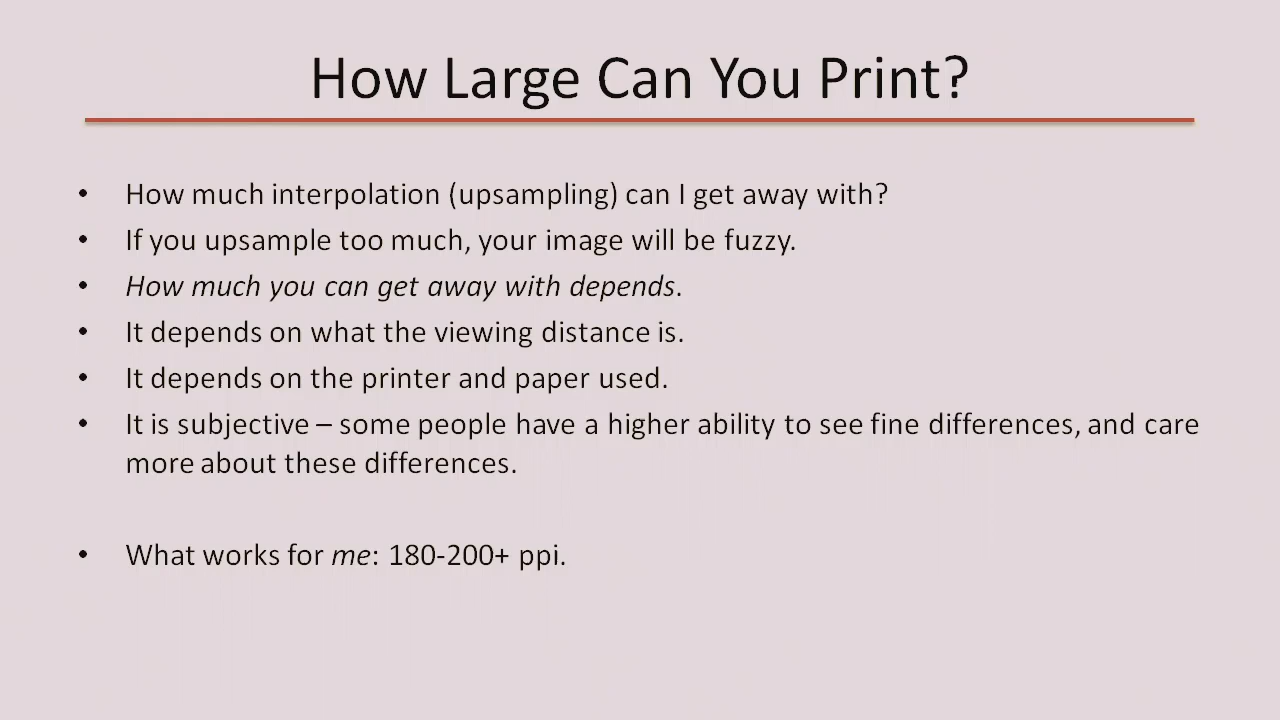 How Large Can You Print?
• How much interpolation (upsampling) can I get away with?
• If you upsample too much, your image will be fuzzy.
• How much you can get away with depends.
• It depends on what the viewing distance is.
• It depends on the printer and paper used.
• It is subjective – some people have a higher ability to see fine differences, and care
more about these differences.
• What works for me: 180-200+ ppi.